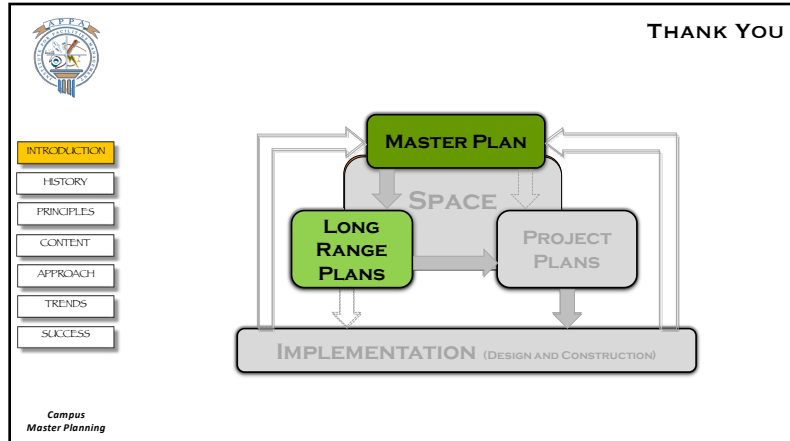 APPA
THANK YOU
INTRODUCTION
HISTORY
PRINCIPLES
CONTENT
APPROACH
TRENDS
SUCCESS
MASTER PLAN
SPACE
LONG
RANGE
PLANS
PROJECT
PLANS
IMPLEMENTATION (DESIGN AND CONSTRUCTION)
Campus
Master Planning